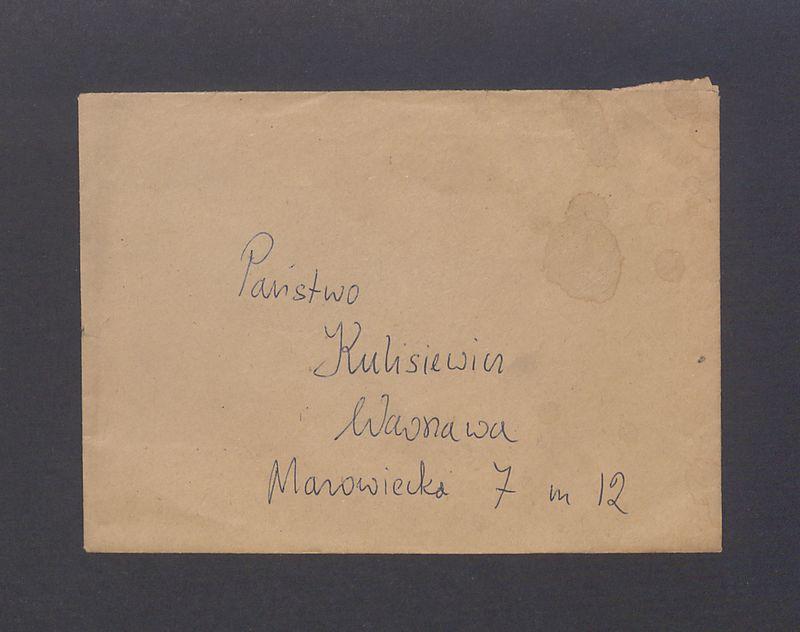 Państwo
Kulisiewicz
Warszawa
Mazowiecka 7 m 12